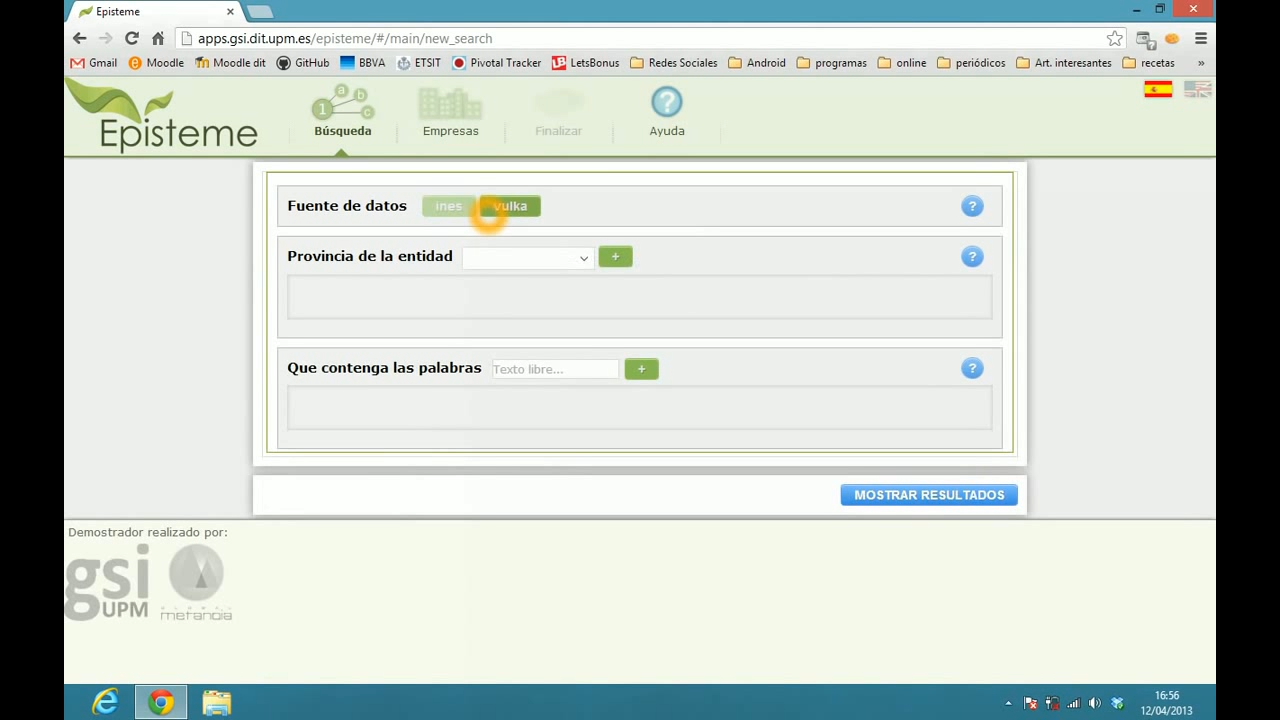 Episteme
apps.gsi.dit.upm.es/episteme/#/main/new_search
Gmail Moodle Moodle dit GitHub BBVA ETSIT Pivotal Tracker LetsBonus Redes Sociales Android programas online periódicos Art. interesantes recetas »
Episteme
1 a b c
Búsqueda Empresas Finalizar ? Ayuda
Fuente de datos ines vulka ?
Provincia de la entidad + ?
Que contenga las palabras Texto libre... + ?
MOSTRAR RESULTADOS
Demostrador realizado por:
gsi
UPM
metanoia
16:56
12/04/2013